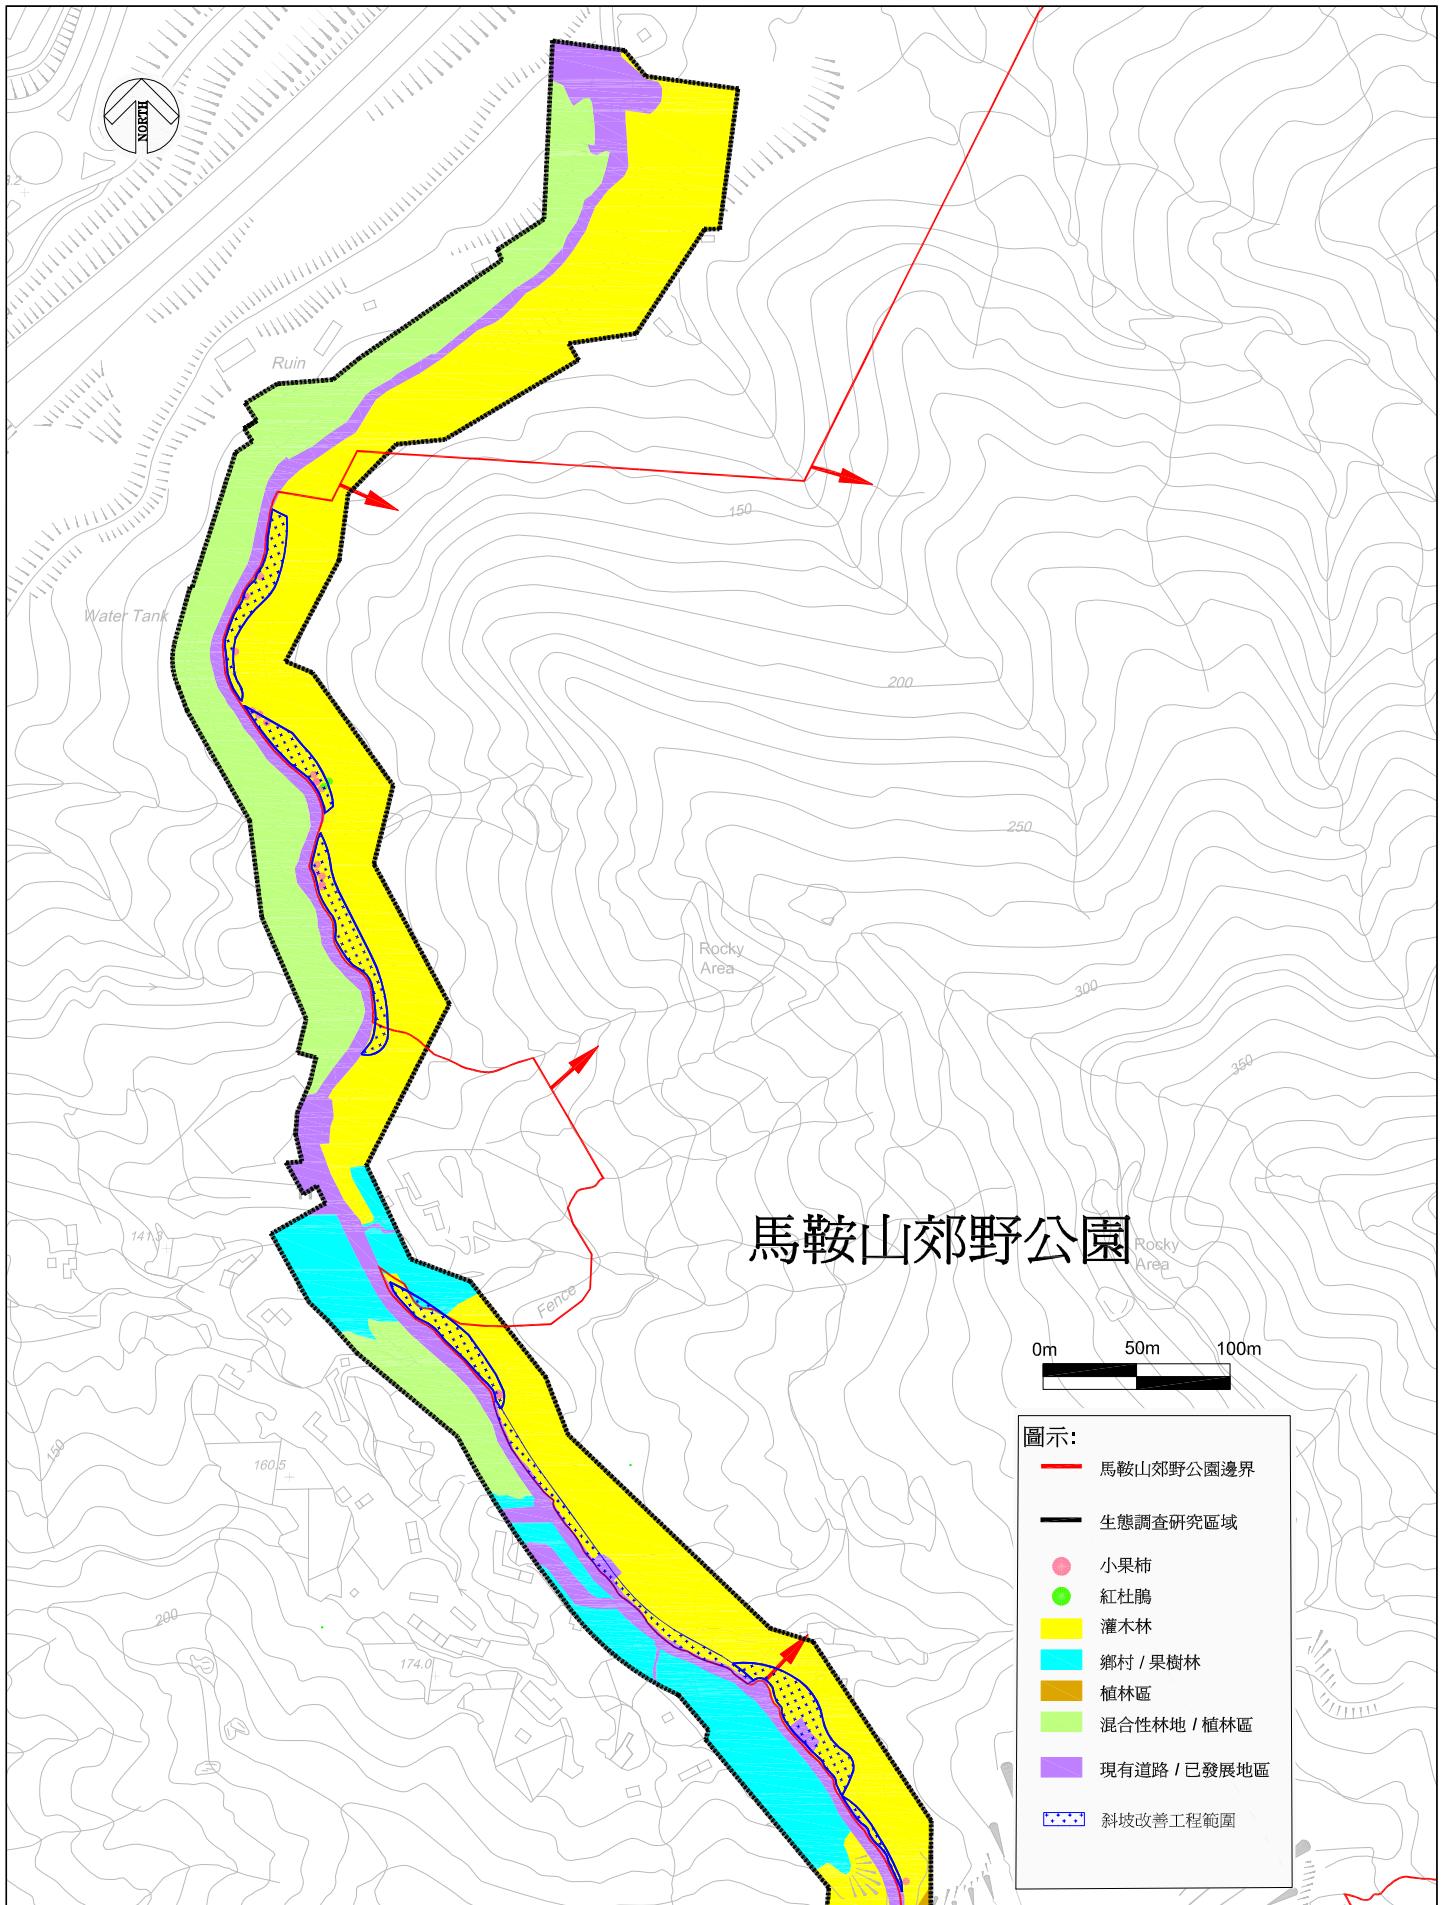 NORTH
3.2
Ruin
150
Water Tank
200
250
Rocky
Area
300
350
馬鞍山郊野公園
141.3
Rocky
Area
Fence
0m 50m 100m
圖示:
馬鞍山郊野公園邊界
150
160.5
生態調查研究區域
小果柿
紅杜鵑
200
灌木林
174.0
鄉村 / 果樹林
植林區
混合性林地 / 植林區
現有道路 / 已發展地區
斜坡改善工程範圍